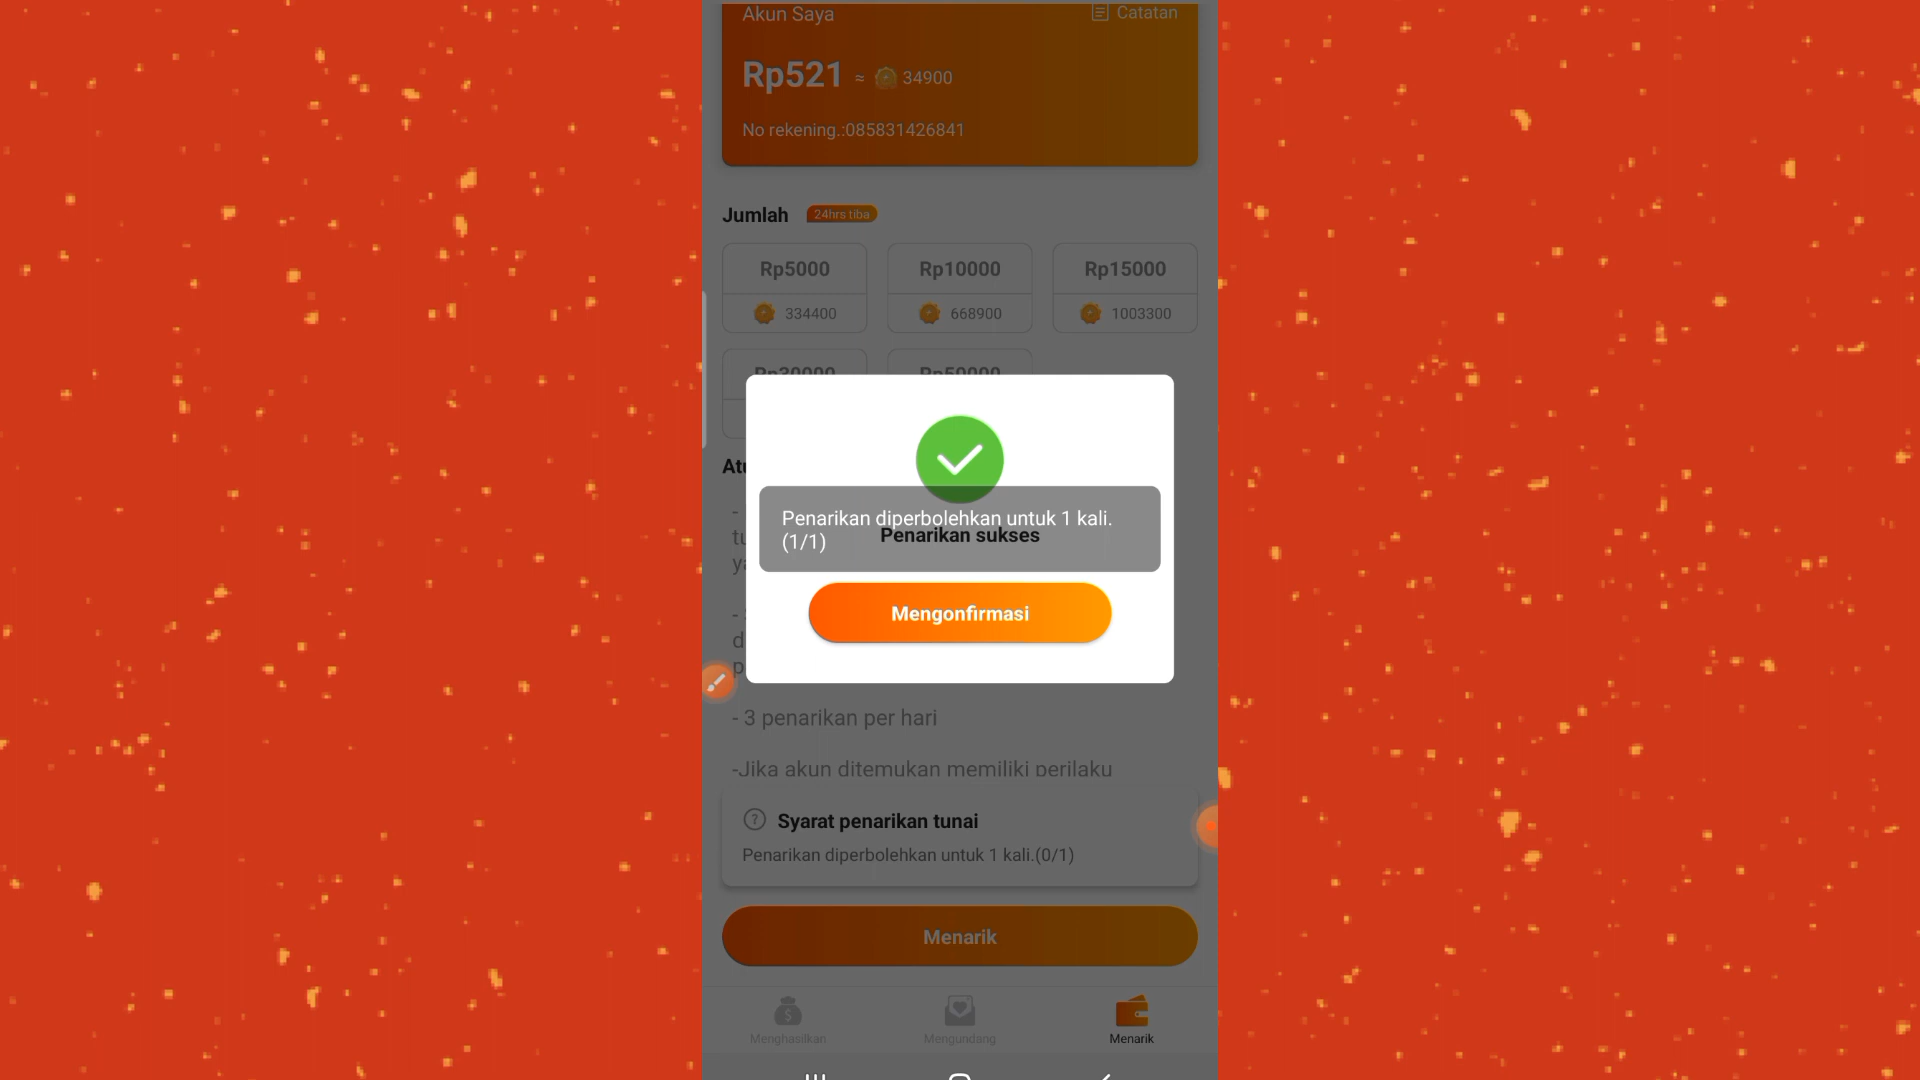 Akun Saya
Catatan
Rp521 ≈ 34900
No rekening.:085831426841
Jumlah
24hrs tiba
Rp5000
Rp10000
Rp15000
334400
668900
1003300
Rp30000
Rp50000
Penarikan diperbolehkan untuk 1 kali.
(1/1)
Penarikan sukses
Mengonfirmasi
- 3 penarikan per hari
-Jika akun ditemukan memiliki perilaku
Syarat penarikan tunai
Penarikan diperbolehkan untuk 1 kali.(0/1)
Menarik
Menghasilkan
Mengundang
Menarik